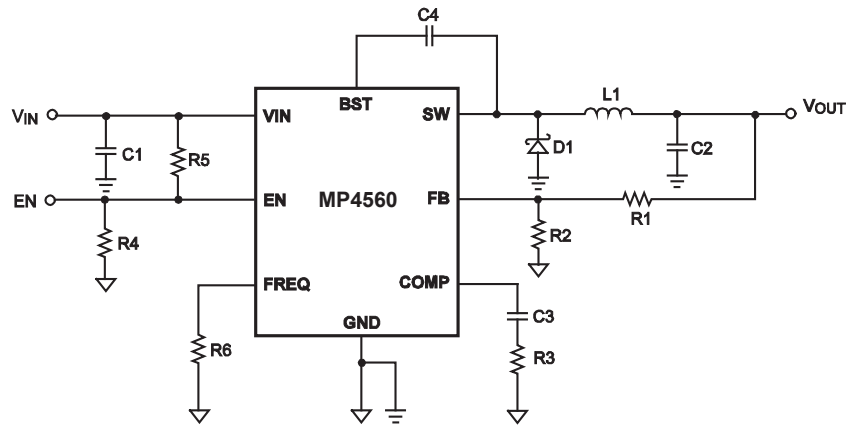 C4
BST
VIN
VIN
SW
L1
VOUT
C1
R5
D1
C2
EN
EN
MP4560
FB
R1
R4
R2
FREQ
COMP
GND
C3
R6
R3